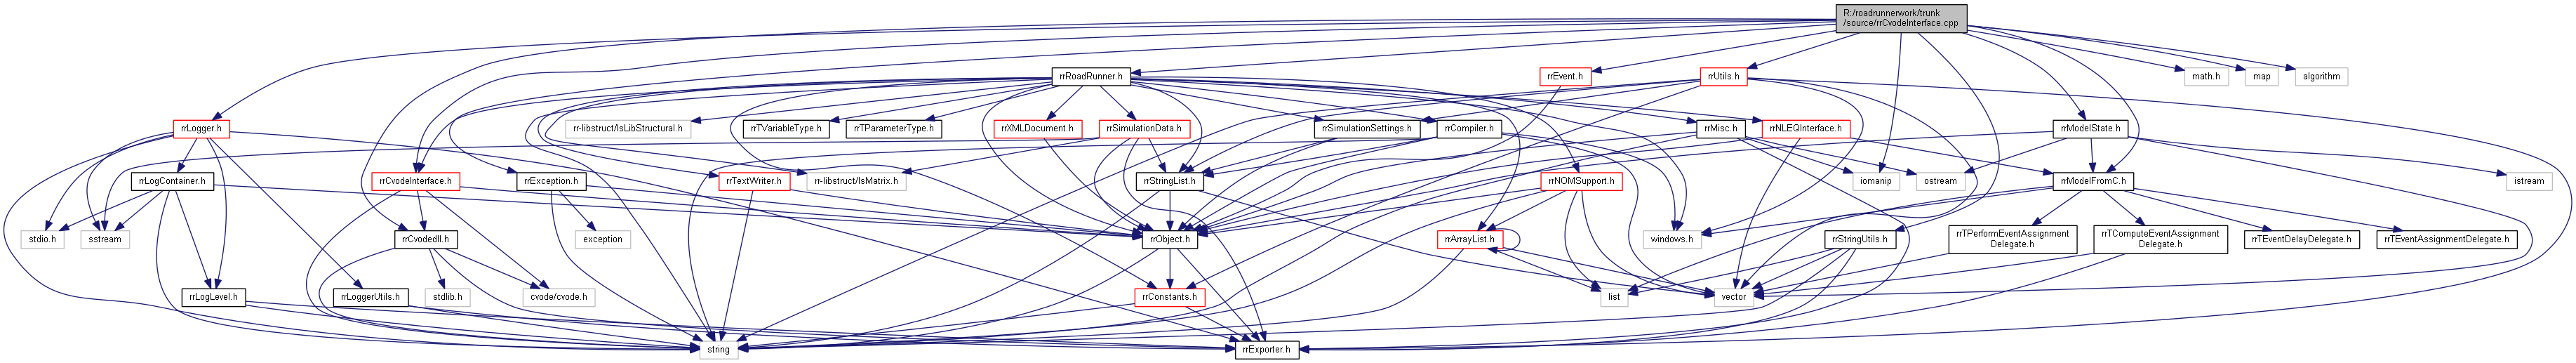 R:/roadrunnerwork/trunk
/source/rrCvodeInterface.cpp
rrRoadRunner.h
rrEvent.h
rrUtils.h
math.h
map
algorithm
rrLogger.h
rr-libstruct/lsLibStructural.h
rrTVariableType.h
rrTParameterType.h
rrXMLDocument.h
rrSimulationData.h
rrSimulationSettings.h
rrCompiler.h
rrMisc.h
rrNLEQInterface.h
rrModelState.h
rrLogContainer.h
rrCvodeInterface.h
rrException.h
rrTextWriter.h
rr-libstruct/lsMatrix.h
rrStringList.h
rrNOMSupport.h
iomanip
ostream
rrModelFromC.h
istream
stdio.h
sstream
rrCvodedll.h
exception
rrObject.h
rrArrayList.h
windows.h
rrStringUtils.h
rrTPerformEventAssignment
Delegate.h
rrTComputeEventAssignment
Delegate.h
rrTEventDelayDelegate.h
rrTEventAssignmentDelegate.h
rrLogLevel.h
rrLoggerUtils.h
stdlib.h
cvode/cvode.h
rrConstants.h
list
vector
string
rrExporter.h